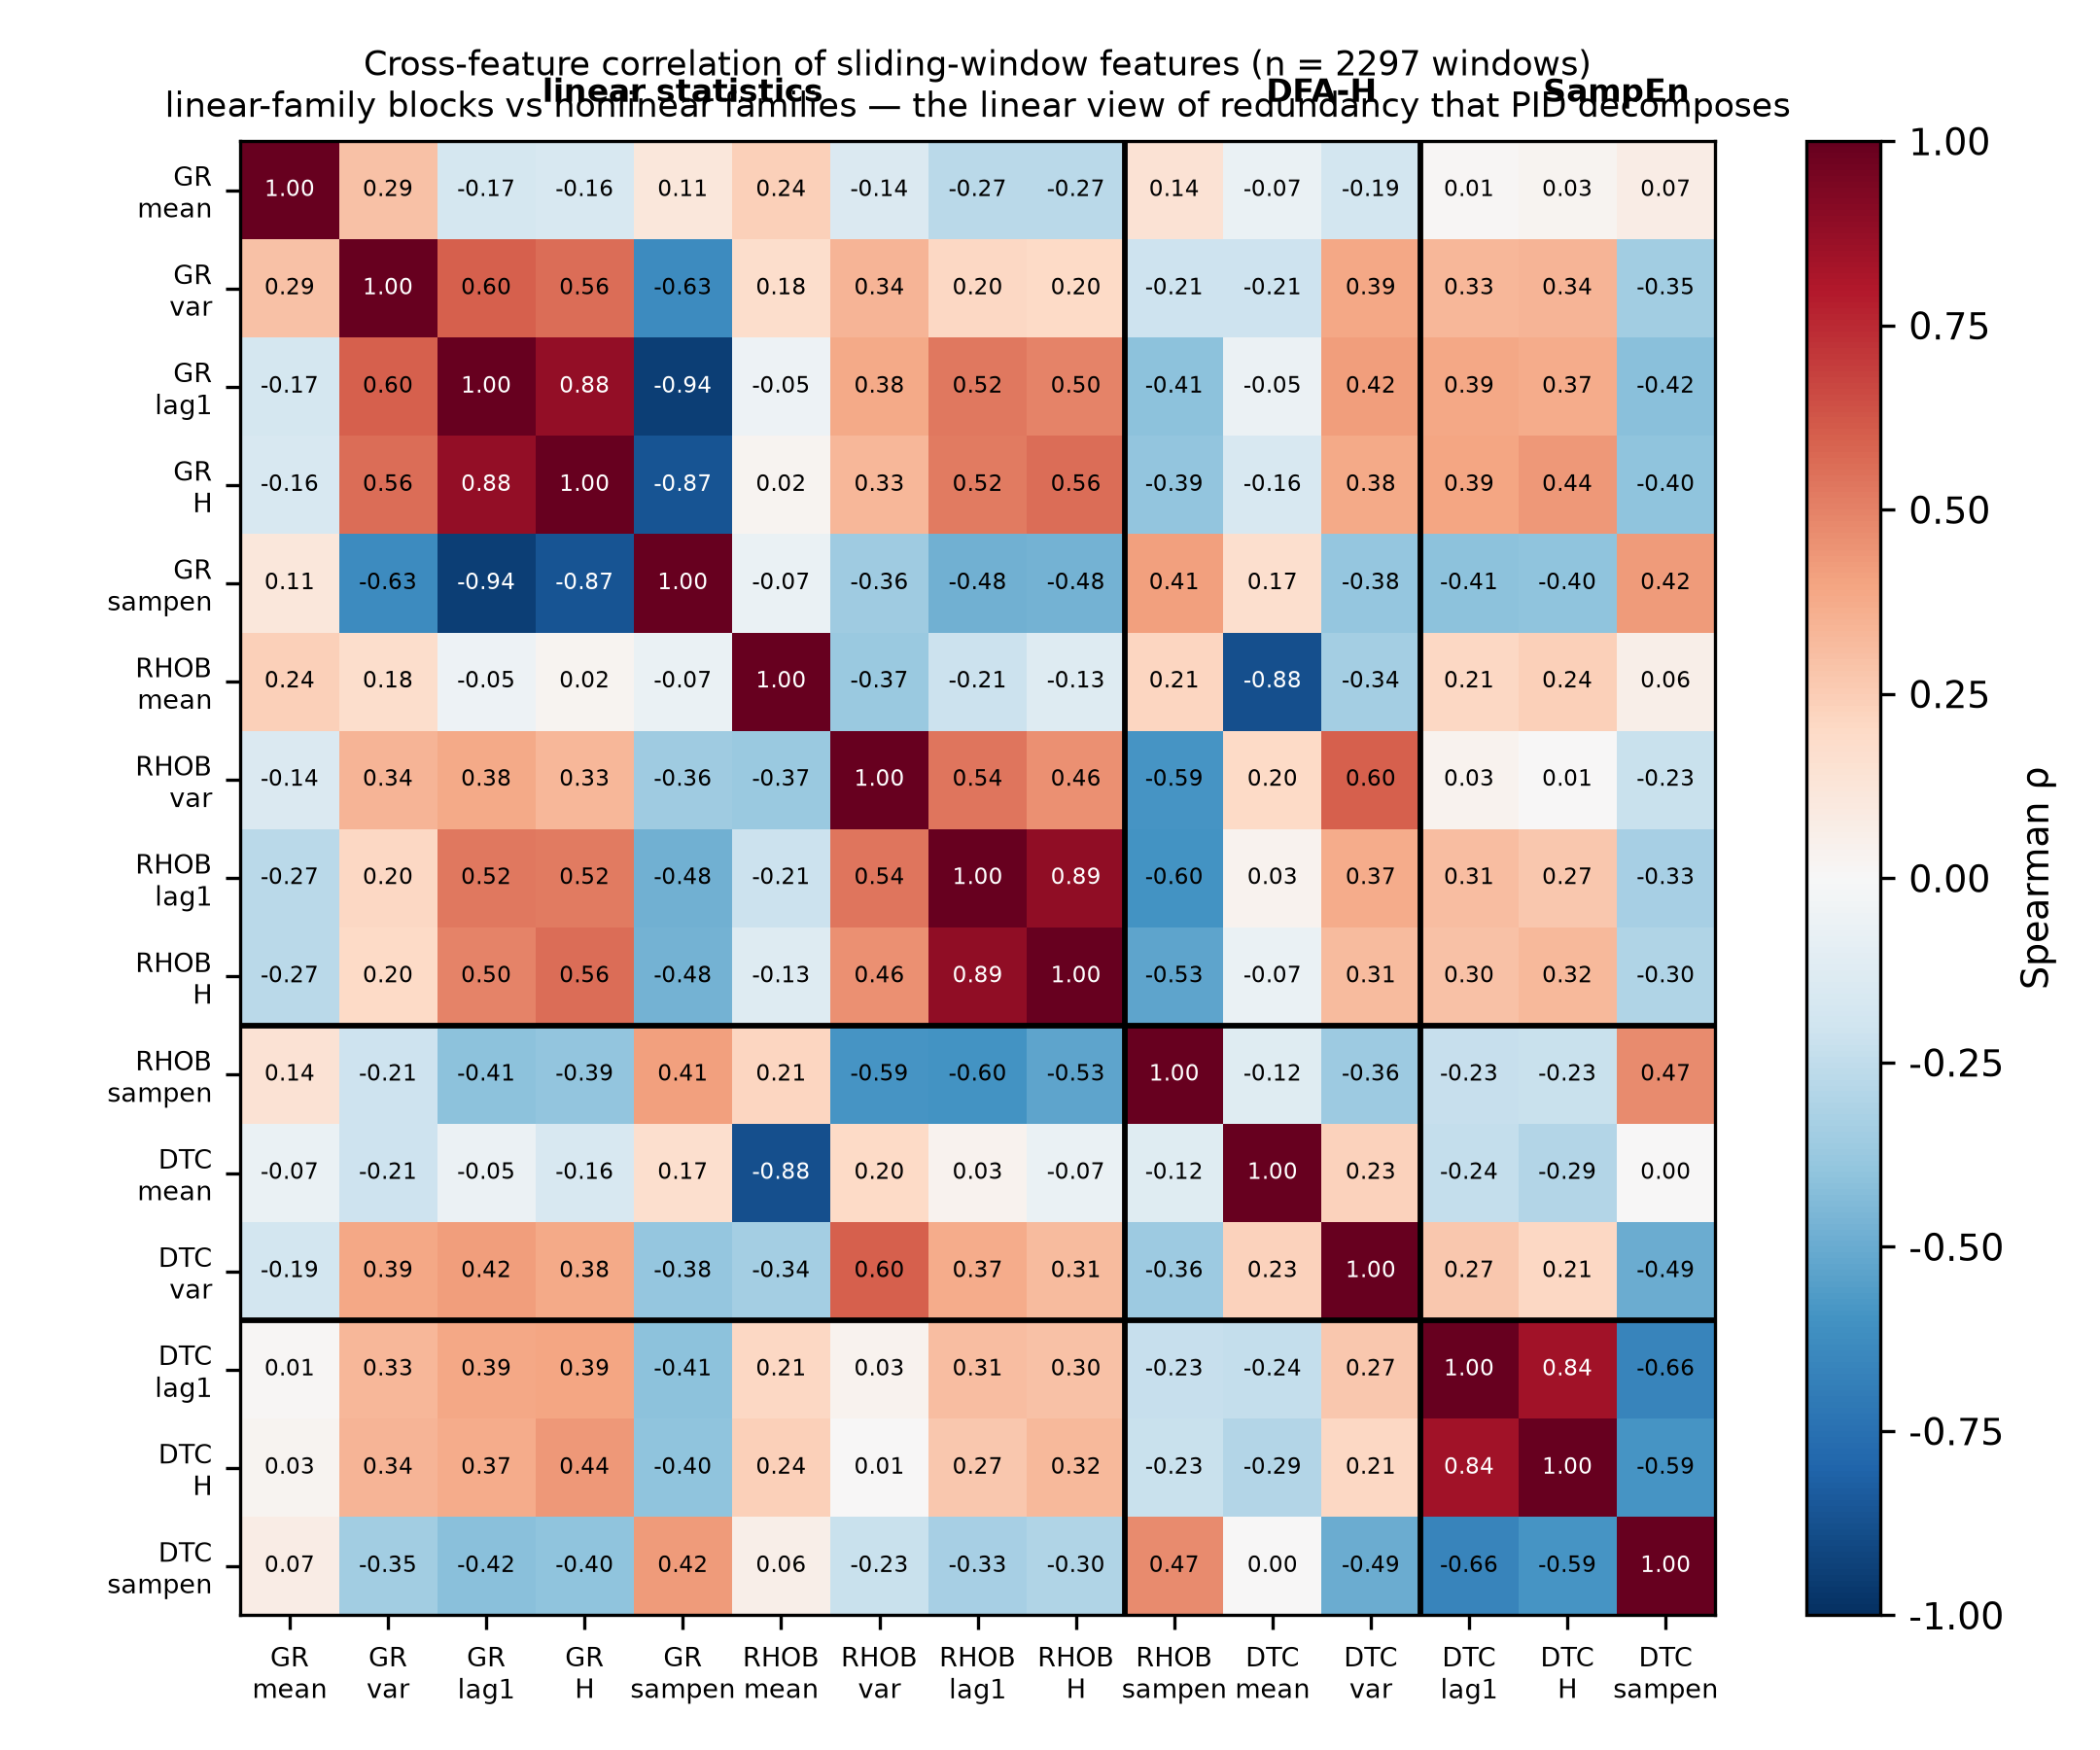 Cross-feature correlation of sliding-window features (n = 2297 windows)
linear statistics DFA-H SampEn
linear-family blocks vs nonlinear families — the linear view of redundancy that PID decomposes
GR mean 1.00 0.29 -0.17 -0.16 0.11 0.24 -0.14 -0.27 -0.27 0.14 -0.07 -0.19 0.01 0.03 0.07
GR var 0.29 1.00 0.60 0.56 -0.63 0.18 0.34 0.20 0.20 -0.21 -0.21 0.39 0.33 0.34 -0.35
GR lag1 -0.17 0.60 1.00 0.88 -0.94 -0.05 0.38 0.52 0.50 -0.41 -0.05 0.42 0.39 0.37 -0.42
GR H -0.16 0.56 0.88 1.00 -0.87 0.02 0.33 0.52 0.56 -0.39 -0.16 0.38 0.39 0.44 -0.40
GR sampen 0.11 -0.63 -0.94 -0.87 1.00 -0.07 -0.36 -0.48 -0.48 0.41 0.17 -0.38 -0.41 -0.40 0.42
RHOB mean 0.24 0.18 -0.05 0.02 -0.07 1.00 -0.37 -0.21 -0.13 0.21 -0.88 -0.34 0.21 0.24 0.06
RHOB var -0.14 0.34 0.38 0.33 -0.36 -0.37 1.00 0.54 0.46 -0.59 0.20 0.60 0.03 0.01 -0.23
RHOB lag1 -0.27 0.20 0.52 0.52 -0.48 -0.21 0.54 1.00 0.89 -0.60 0.03 0.37 0.31 0.27 -0.33
RHOB H -0.27 0.20 0.50 0.56 -0.48 -0.13 0.46 0.89 1.00 -0.53 -0.07 0.31 0.30 0.32 -0.30
RHOB sampen 0.14 -0.21 -0.41 -0.39 0.41 0.21 -0.59 -0.60 -0.53 1.00 -0.12 -0.36 -0.23 -0.23 0.47
DTC mean -0.07 -0.21 -0.05 -0.16 0.17 -0.88 0.20 0.03 -0.07 -0.12 1.00 0.23 -0.24 -0.29 0.00
DTC var -0.19 0.39 0.42 0.38 -0.38 -0.34 0.60 0.37 0.31 -0.36 0.23 1.00 0.27 0.21 -0.49
DTC lag1 0.01 0.33 0.39 0.39 -0.41 0.21 0.03 0.31 0.30 -0.23 -0.24 0.27 1.00 0.84 -0.66
DTC H 0.03 0.34 0.37 0.44 -0.40 0.24 0.01 0.27 0.32 -0.23 -0.29 0.21 0.84 1.00 -0.59
DTC sampen 0.07 -0.35 -0.42 -0.40 0.42 0.06 -0.23 -0.33 -0.30 0.47 0.00 -0.49 -0.66 -0.59 1.00
GR GR GR GR GR RHOB RHOB RHOB RHOB RHOB DTC DTC DTC DTC DTC
mean var lag1 H sampen mean var lag1 H sampen mean var lag1 H sampen
1.00
0.75
0.50
0.25
0.00
-0.25
-0.50
-0.75
-1.00
Spearman ρ